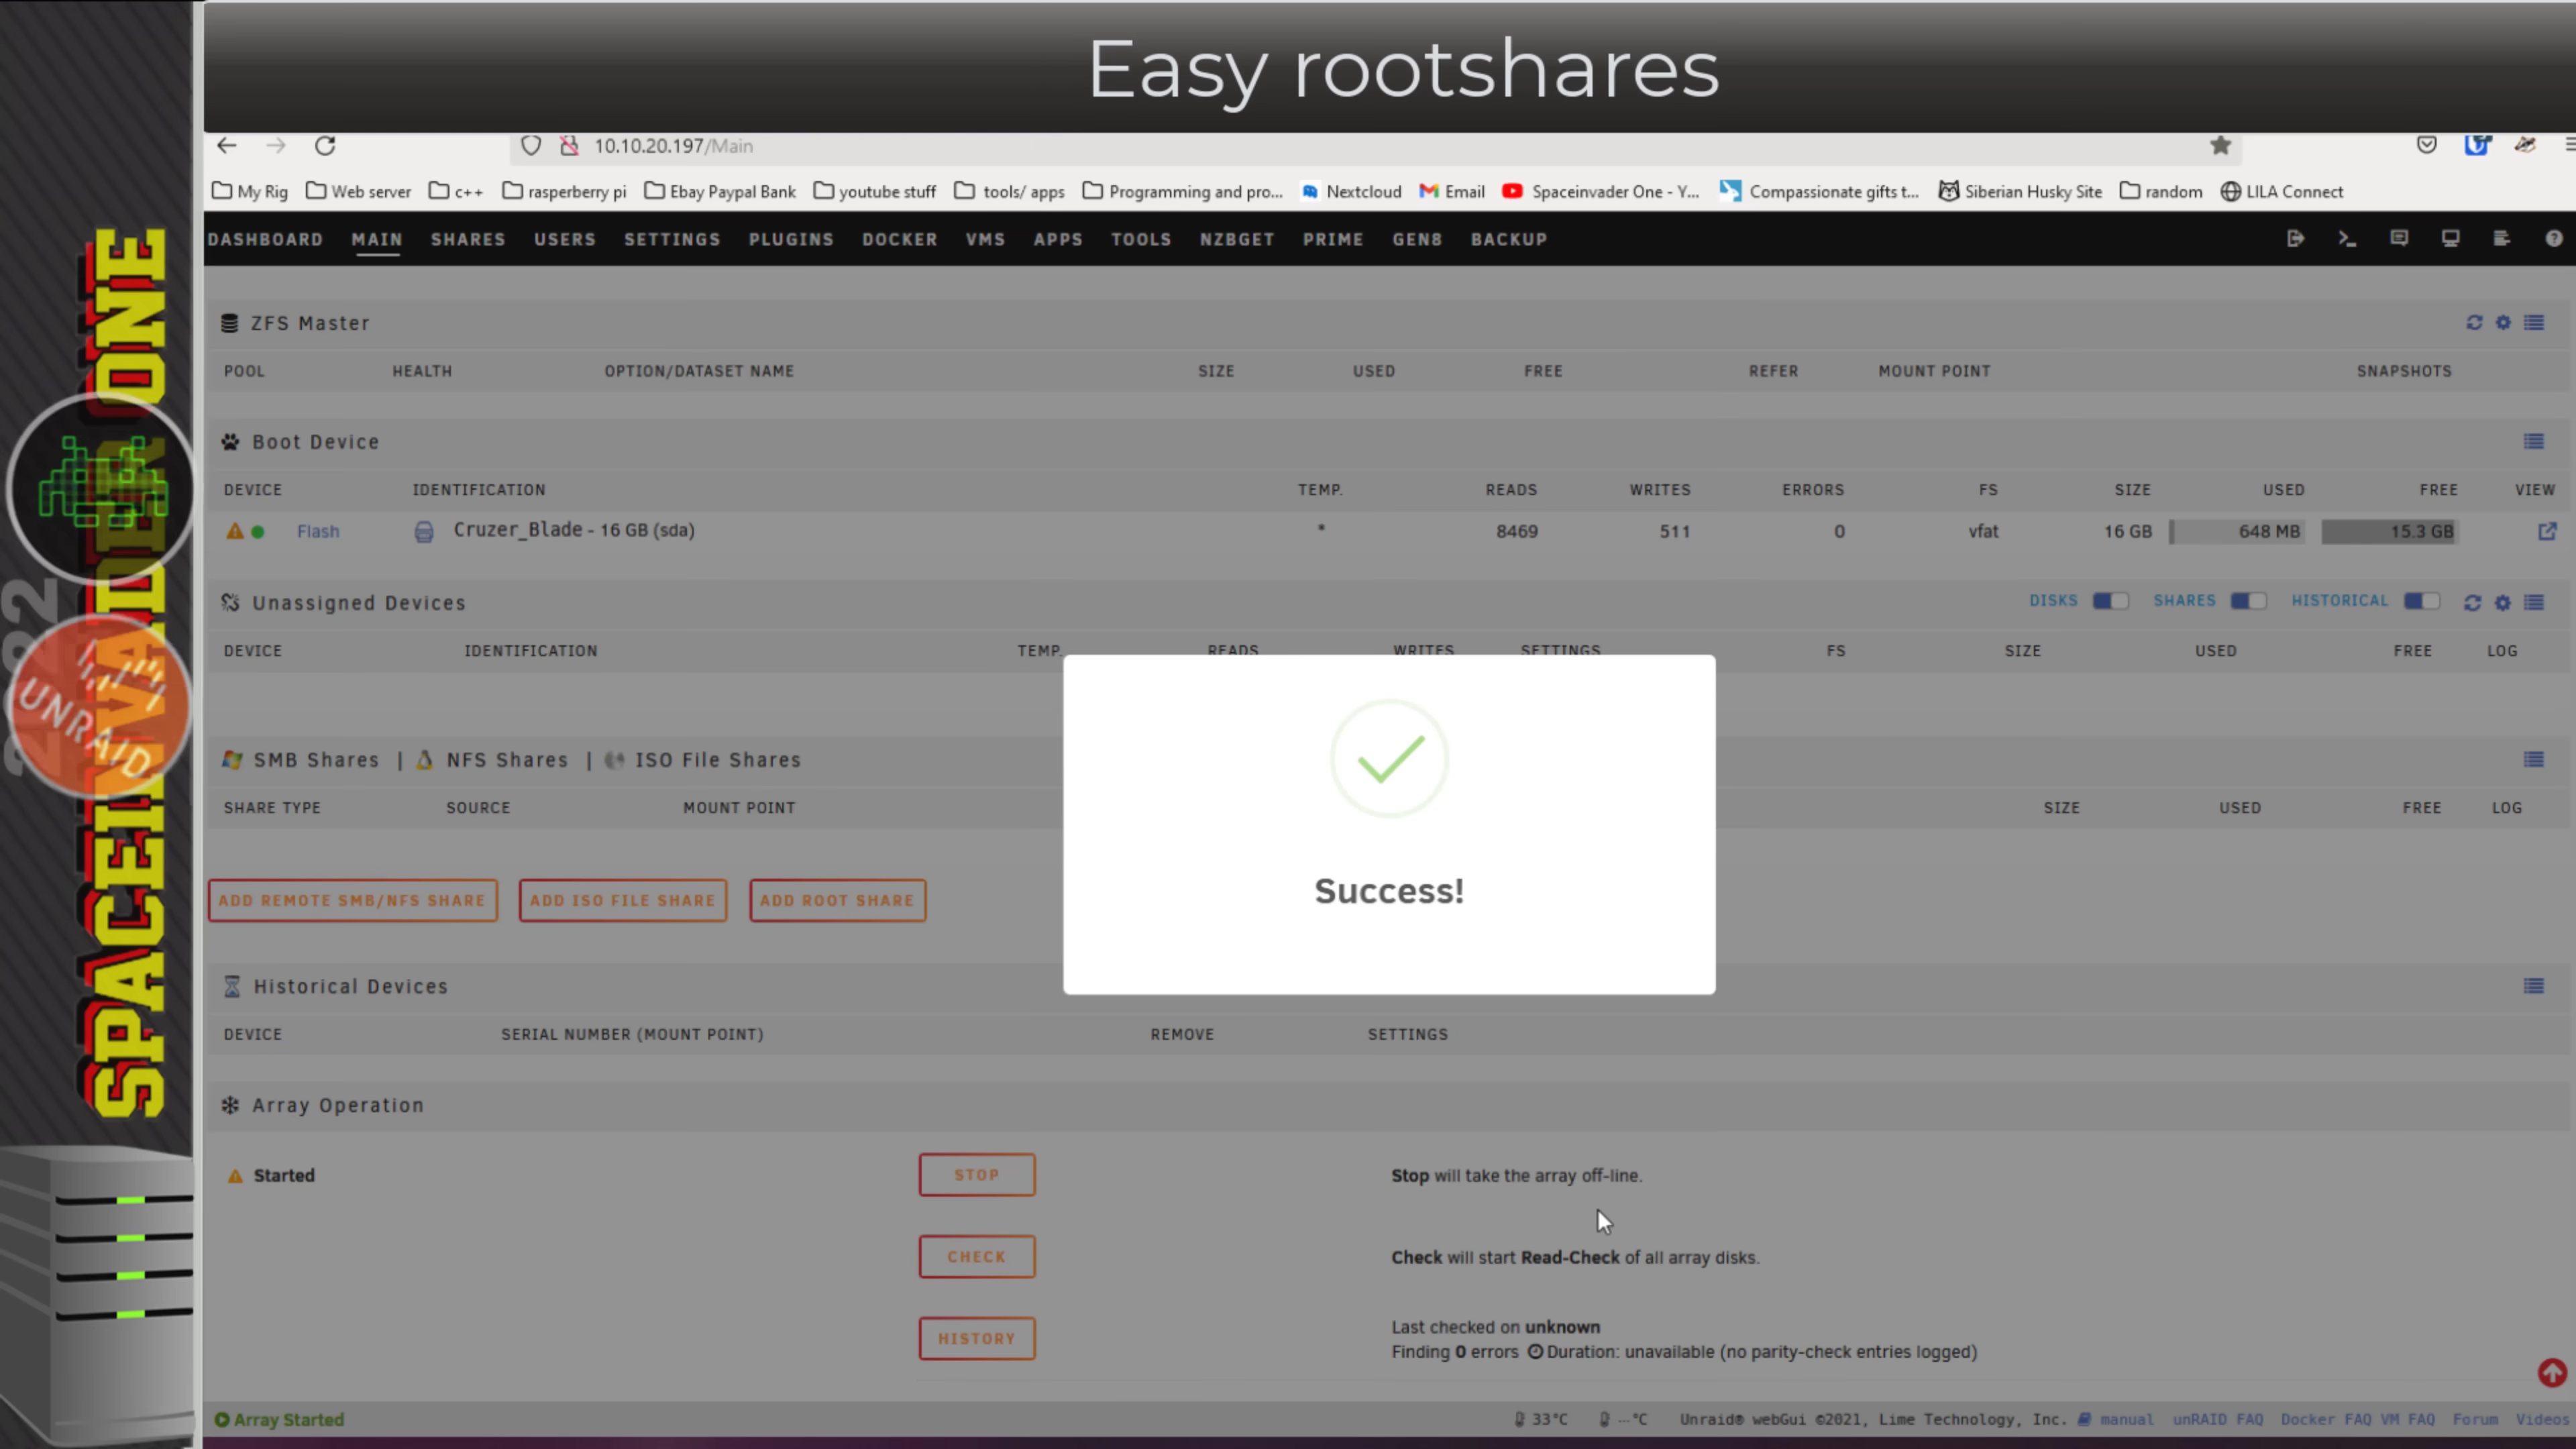 Easy rootshares
SPACEINVADER ONE
2022
UNRAID
10.10.20.197/Main
My Rig Web server c++ rasperberry pi Ebay Paypal Bank youtube stuff tools/ apps Programming and pro... Nextcloud Email Spaceinvader One - Y... Compassionate gifts t... Siberian Husky Site random LILA Connect
DASHBOARD MAIN SHARES USERS SETTINGS PLUGINS DOCKER VMS APPS TOOLS NZBGET PRIME GEN8 BACKUP
ZFS Master
POOL HEALTH OPTION/DATASET NAME SIZE USED FREE REFER MOUNT POINT SNAPSHOTS
Boot Device
DEVICE IDENTIFICATION TEMP. READS WRITES ERRORS FS SIZE USED FREE VIEW
Flash Cruzer_Blade - 16 GB (sda) * 8469 511 0 vfat 16 GB 648 MB 15.3 GB
Unassigned Devices DISKS SHARES HISTORICAL
DEVICE IDENTIFICATION TEMP. READS WRITES SETTINGS FS SIZE USED FREE LOG
SMB Shares | NFS Shares | ISO File Shares
SHARE TYPE SOURCE MOUNT POINT SIZE USED FREE LOG
Success!
ADD REMOTE SMB/NFS SHARE ADD ISO FILE SHARE ADD ROOT SHARE
Historical Devices
DEVICE SERIAL NUMBER (MOUNT POINT) REMOVE SETTINGS
Array Operation
Started STOP Stop will take the array off-line.
CHECK Check will start Read-Check of all array disks.
HISTORY Last checked on unknown
Finding 0 errors Duration: unavailable (no parity-check entries logged)
Array Started 33°C --°C Unraid® webGui ©2021, Lime Technology, Inc. manual unRAID FAQ Docker FAQ VM FAQ Forum Videos